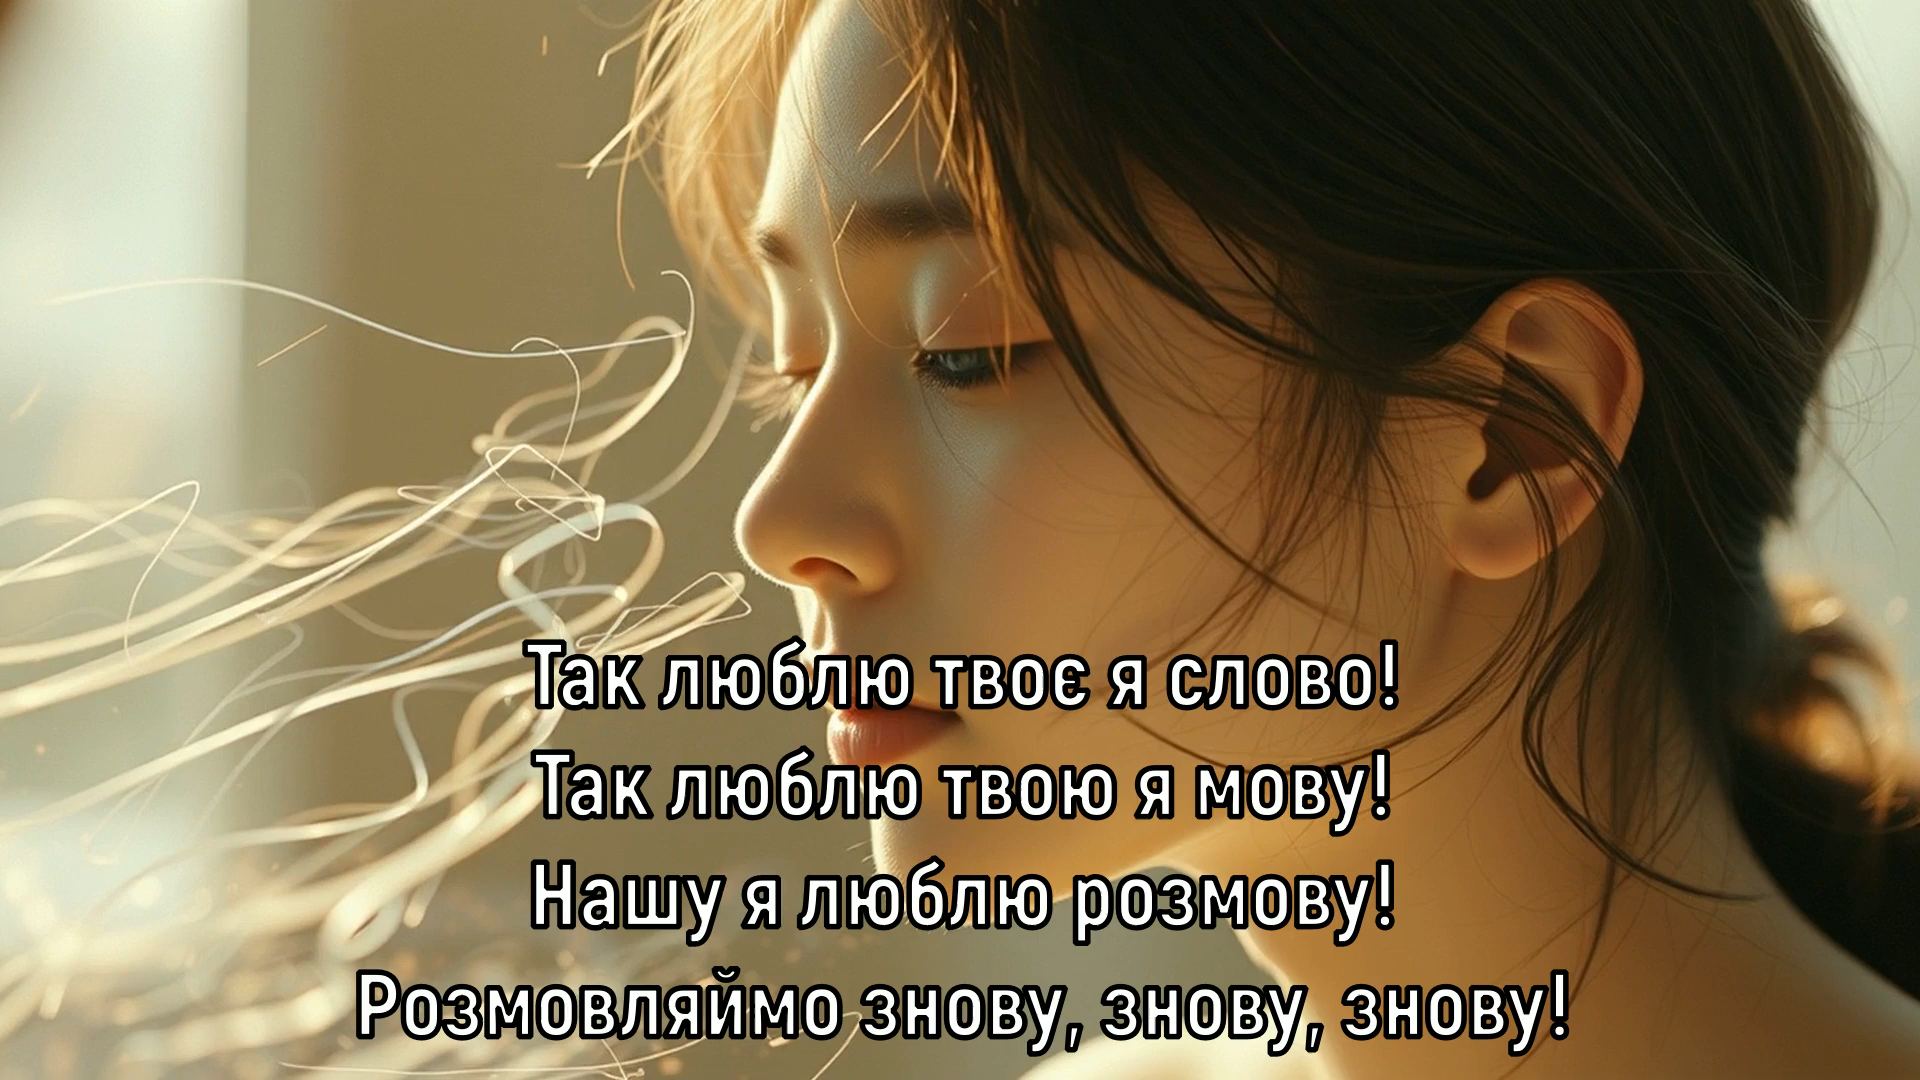 Так люблю твоє я слово!
Так люблю твою я мову!
Нашу я люблю розмову!
Розмовляймо знову, знову, знову!